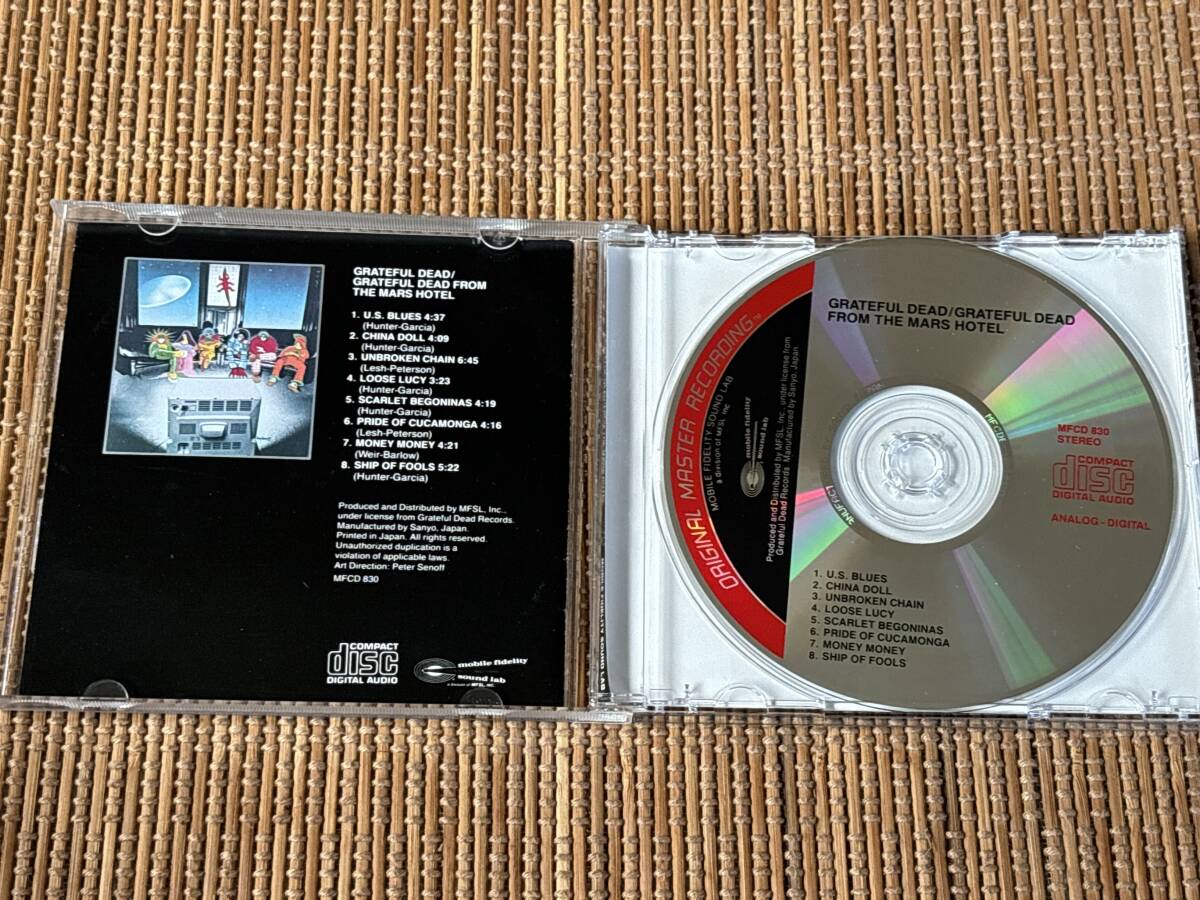 GRATEFUL DEAD/
GRATEFUL DEAD FROM
THE MARS HOTEL
1. U.S. BLUES 4:37
(Hunter-Garcia)
2. CHINA DOLL 4:09
(Hunter-Garcia)
3. UNBROKEN CHAIN 6:45
(Lesh-Peterson)
4. LOOSE LUCY 3:23
(Hunter-Garcia)
5. SCARLET BEGONINAS 4:19
(Hunter-Garcia)
6. PRIDE OF CUCAMONGA 4:16
(Lesh-Peterson)
7. MONEY MONEY 4:21
(Weir-Barlow)
8. SHIP OF FOOLS 5:22
(Hunter-Garcia)
Produced and Distributed by MFSL, Inc.,
under license from Grateful Dead Records.
Manufactured by Sanyo, Japan.
Printed in Japan. All rights reserved.
Unauthorized duplication is a
violation of applicable laws.
Art Direction: Peter Senoff
MFCD 830
COMPACT
disc
DIGITAL AUDIO
mobile fidelity
sound lab
a division of MFSL, INC.
ORIGINAL MASTER RECORDING™
MOBILE FIDELITY SOUND LAB
a division of MFSL, INC
mobile fidelity
sound lab
Produced and Distributed by MFSL, Inc., under license from
Grateful Dead Records Manufactured by Sanyo, Japan.
GRATEFUL DEAD/GRATEFUL DEAD
FROM THE MARS HOTEL
MFCD 830
STEREO
COMPACT
disc
DIGITAL AUDIO
ANALOG-DIGITAL
1. U.S. BLUES
2. CHINA DOLL
3. UNBROKEN CHAIN
4. LOOSE LUCY
5. SCARLET BEGONINAS
6. PRIDE OF CUCAMONGA
7. MONEY MONEY
8. SHIP OF FOOLS